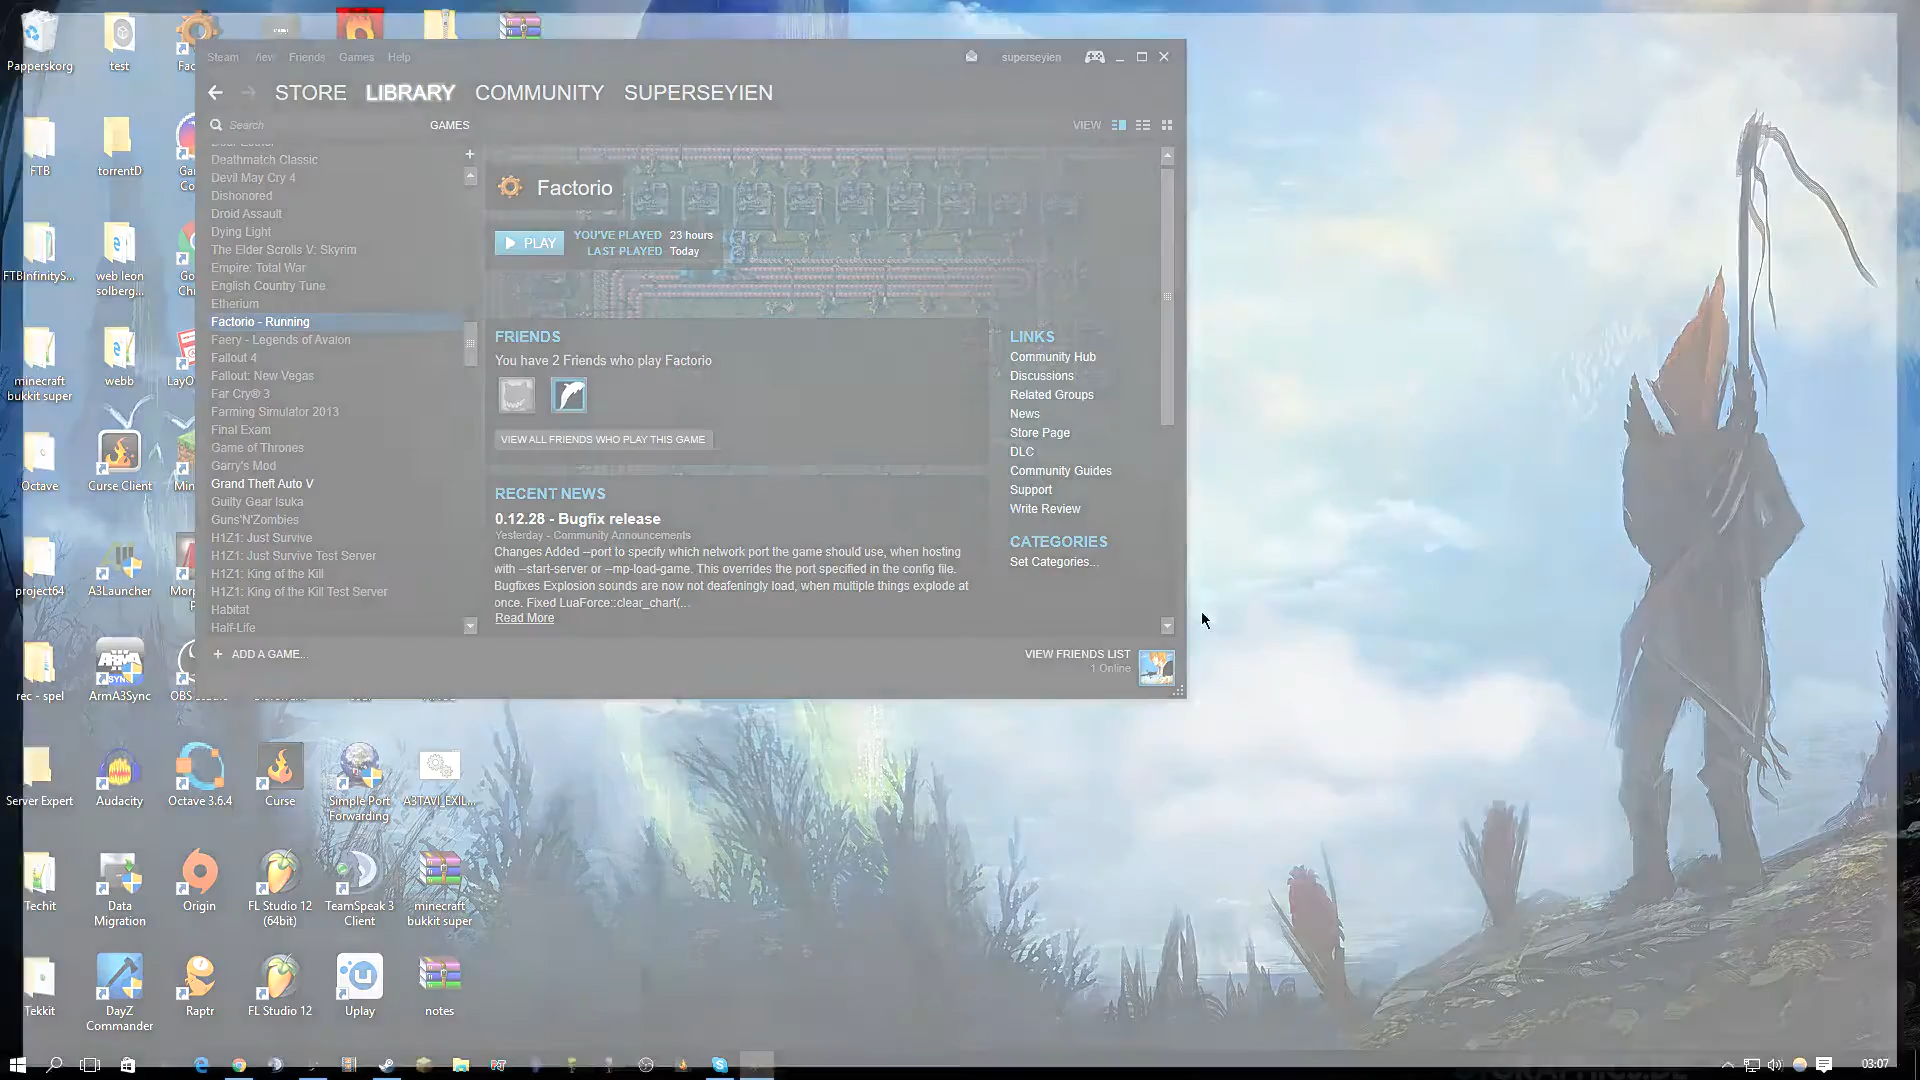 Steam
Friends
Games
Help
superseyien
STORE
LIBRARY
COMMUNITY
SUPERSEYIEN
Search
GAMES
VIEW
Deathmatch Classic
Devil May Cry 4
Dishonored
Droid Assault
Dying Light
The Elder Scrolls V: Skyrim
Empire: Total War
English Country Tune
Etherium
Factorio - Running
Faery - Legends of Avalon
Fallout 4
Fallout: New Vegas
Far Cry® 3
Farming Simulator 2013
Final Exam
Game of Thrones
Garry's Mod
Grand Theft Auto V
Guilty Gear Isuka
Guns'N'Zombies
H1Z1: Just Survive
H1Z1: Just Survive Test Server
H1Z1: King of the Kill
H1Z1: King of the Kill Test Server
Habitat
Half-Life
+ ADD A GAME...
Factorio
PLAY
YOU'VE PLAYED 23 hours
LAST PLAYED Today
FRIENDS
You have 2 Friends who play Factorio
VIEW ALL FRIENDS WHO PLAY THIS GAME
RECENT NEWS
0.12.28 - Bugfix release
Yesterday - Community Announcements
Changes Added --port to specify which network port the game should use, when hosting
with --start-server or --mp-load-game. This overrides the port specified in the config file.
Bugfixes Explosion sounds are now not deafeningly load, when multiple things explode at
once. Fixed LuaForce::clear_chart(...
Read More
LINKS
Community Hub
Discussions
Related Groups
News
Store Page
DLC
Community Guides
Support
Write Review
CATEGORIES
Set Categories...
VIEW FRIENDS LIST
1 Online
Papperskorg
test
FTB
torrentD
FTBInfinityS...
web leon
solberg...
minecraft
bukkit super
webb
Octave
Curse Client
project64
A3Launcher
rec - spel
ArmA3Sync
Server Expert
Audacity
Octave 3.6.4
Curse
Simple Port
Forwarding
A3TAVI_EXIL...
Techit
Data
Migration
Origin
FL Studio 12
(64bit)
TeamSpeak 3
Client
minecraft
bukkit super
Tekkit
DayZ
Commander
Raptr
FL Studio 12
Uplay
notes
03:07